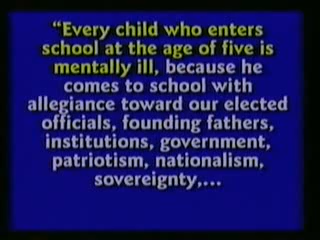 “Every child who enters
school at the age of five is
mentally ill, because he
comes to school with
allegiance toward our elected
officials, founding fathers,
institutions, government,
patriotism, nationalism,
sovereignty,...